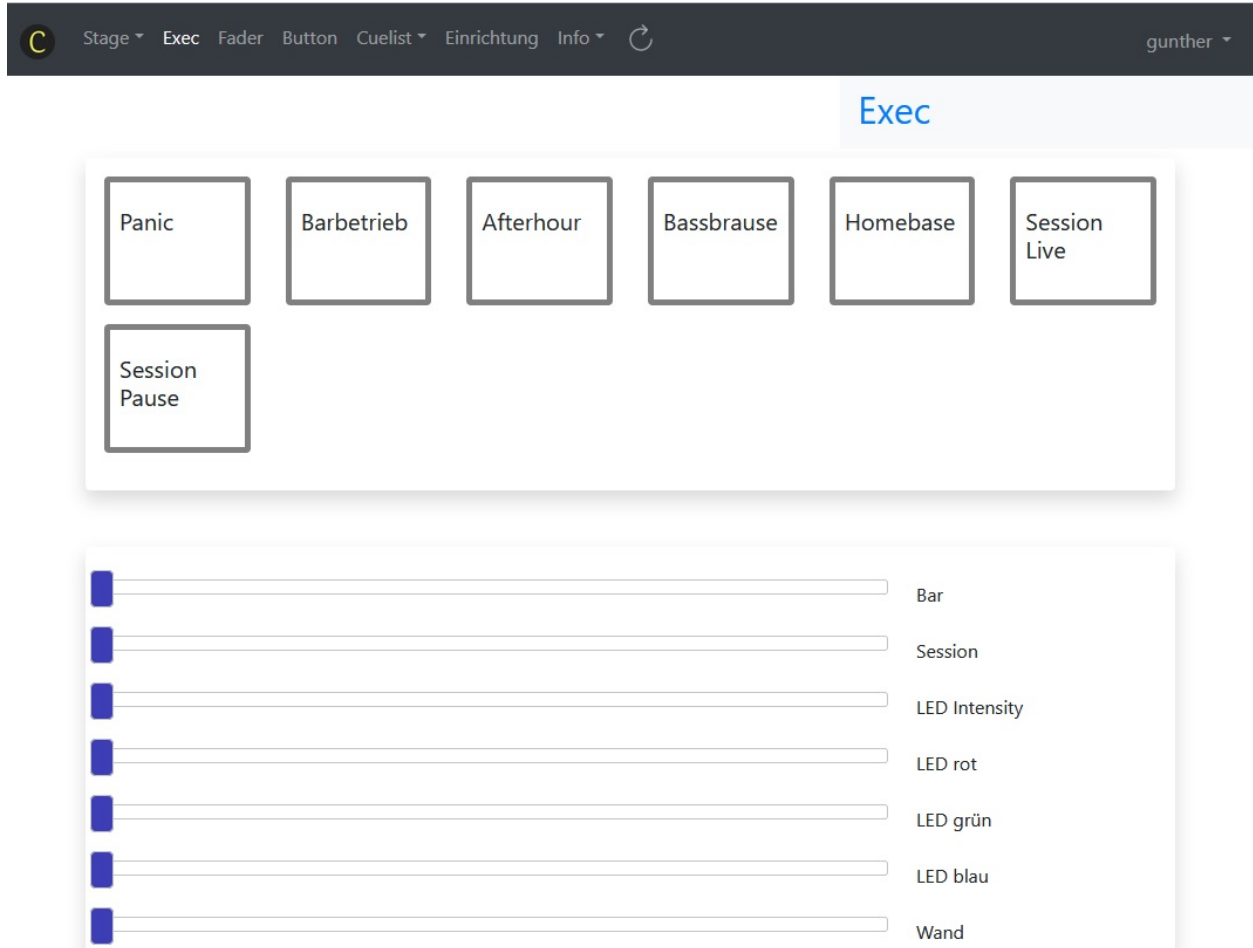 C Stage Exec Fader Button Cuelist Einrichtung Info gunther
Exec
Panic
Barbetrieb
Afterhour
Bassbrause
Homebase
Session
Live
Session
Pause
Bar
Session
LED Intensity
LED rot
LED grün
LED blau
Wand